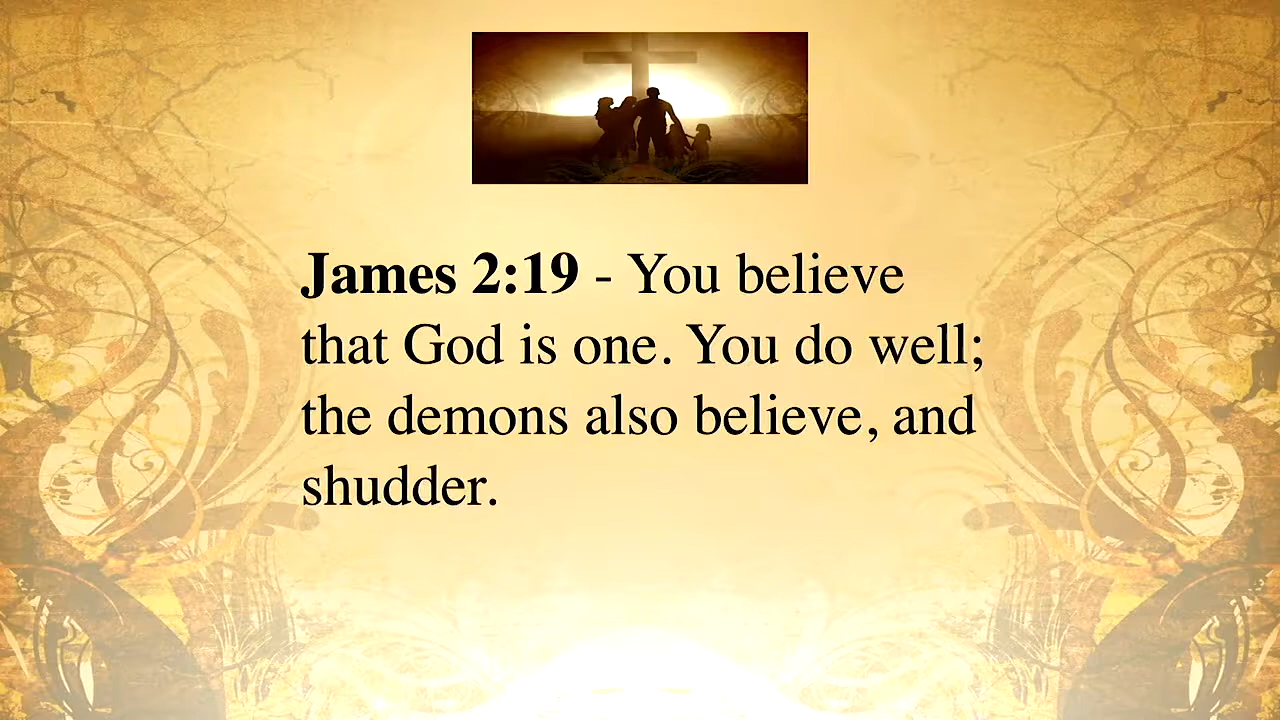 James 2:19 - You believe
that God is one. You do well;
the demons also believe, and
shudder.